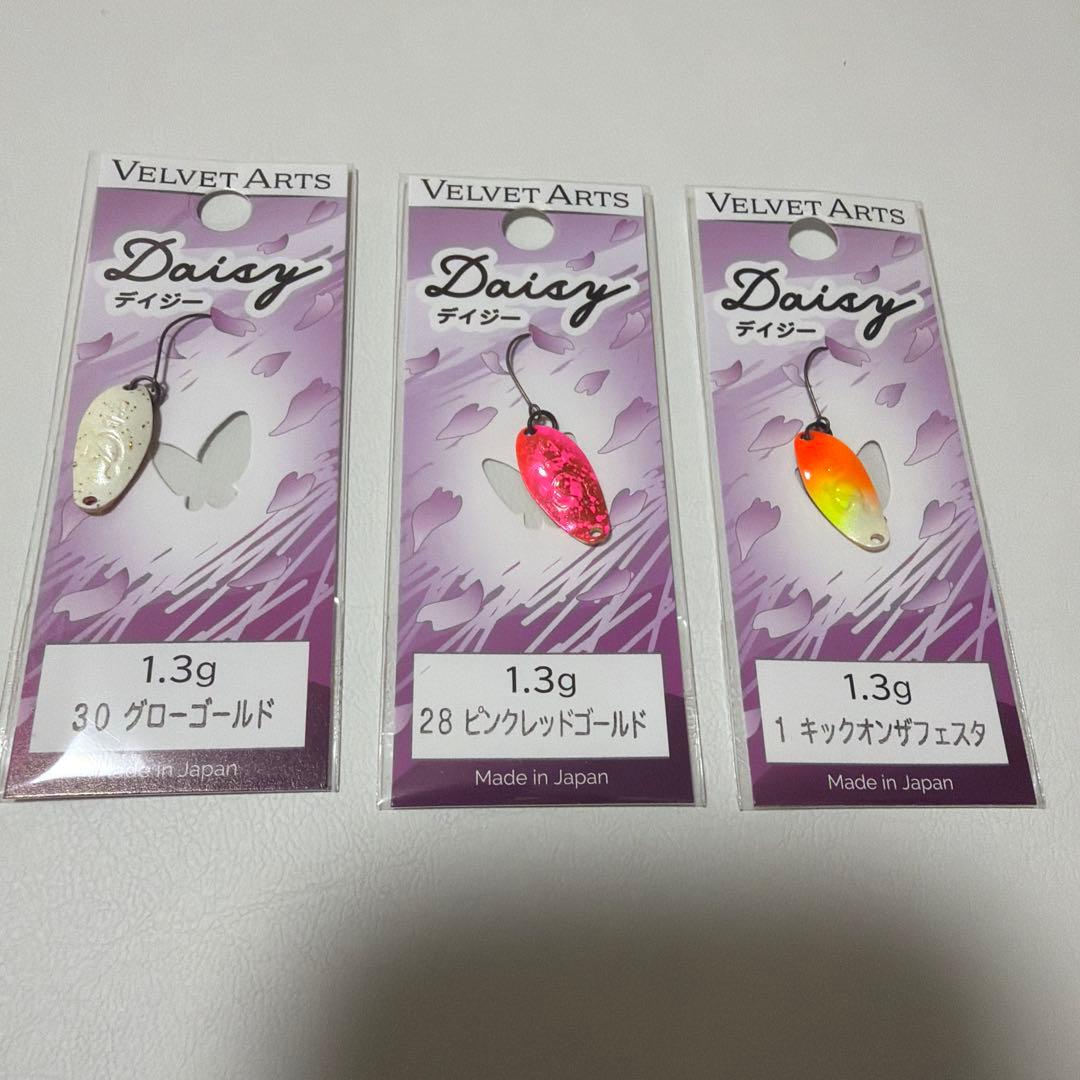 VELVET ARTS
Daisy
デイジー
1.3g
30 グローゴールド
Made in Japan
VELVET ARTS
Daisy
デイジー
1.3g
28 ピンクレッドゴールド
Made in Japan
VELVET ARTS
Daisy
デイジー
1.3g
1 キックオンザフェスタ
Made in Japan